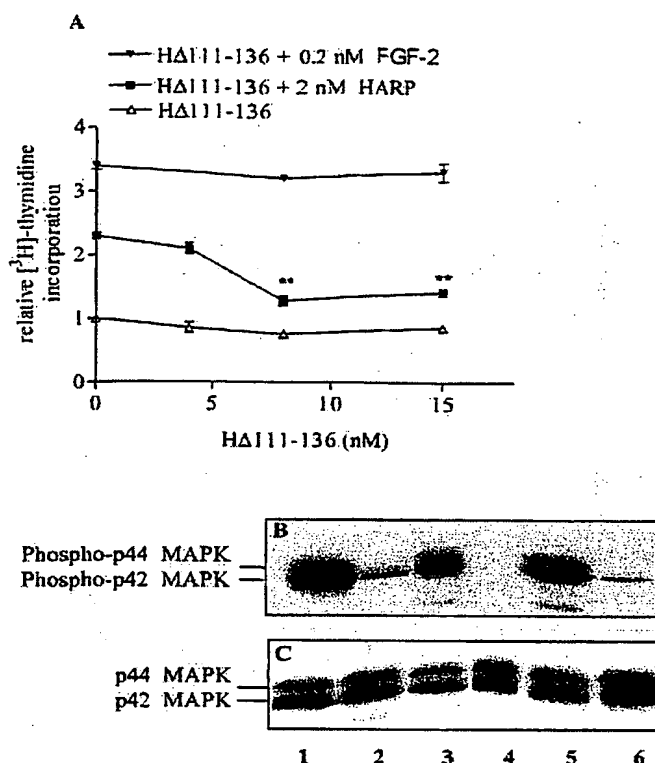 A
HΔ111-136 + 0.2 nM FGF-2
HΔ111-136 + 2 nM HARP
HΔ111-136
relative [³H]-thymidine
incorporation
4
3
2
1
0
**
**
0
5
10
15
HΔ111-136 (nM)
B
Phospho-p44 MAPK
Phospho-p42 MAPK
C
p44 MAPK
p42 MAPK
1 2 3 4 5 6